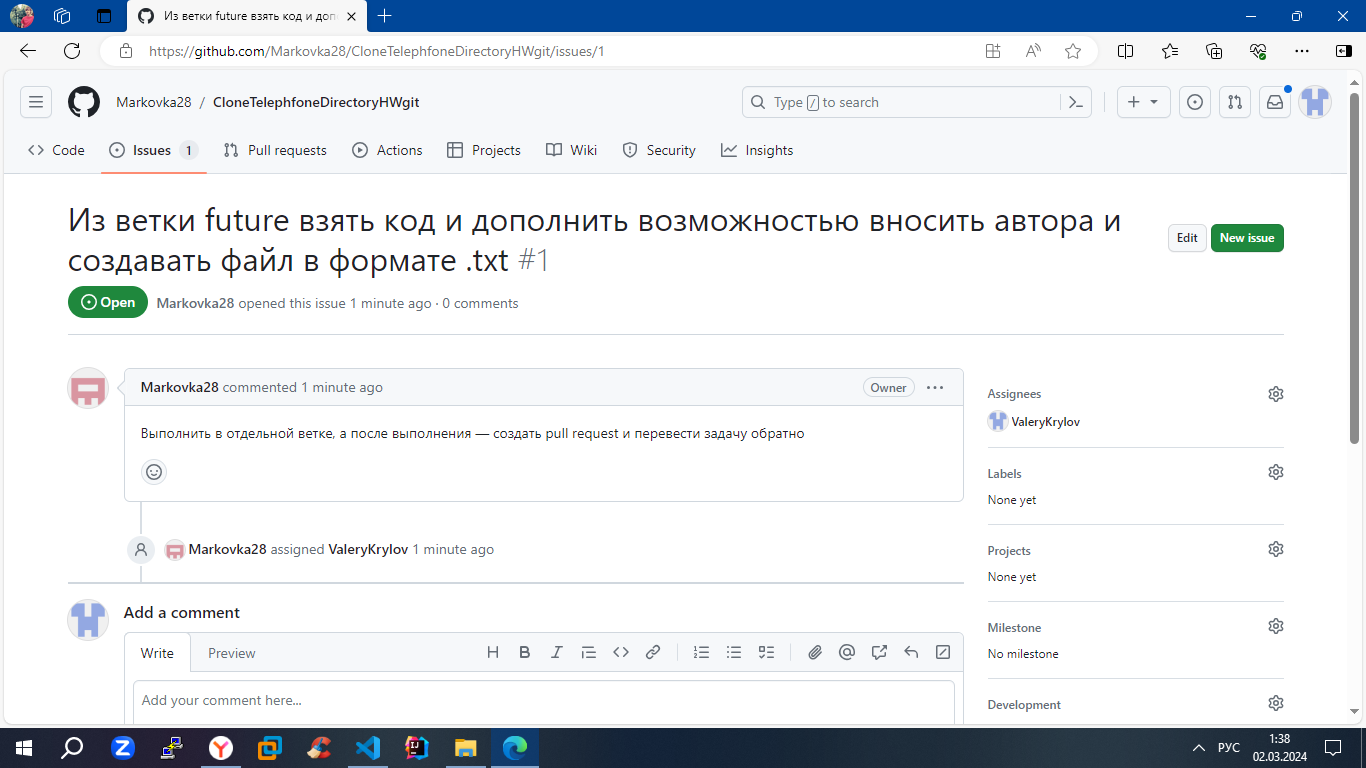 Из ветки future взять код и доп
https://github.com/Markovka28/CloneTelephfoneDirectoryHWgit/issues/1
Markovka28 / CloneTelephfoneDirectoryHWgit
Type / to search
Code
Issues 1
Pull requests
Actions
Projects
Wiki
Security
Insights
Из ветки future взять код и дополнить возможностью вносить автора и
создавать файл в формате .txt #1
Edit
New issue
Open
Markovka28 opened this issue 1 minute ago · 0 comments
Markovka28 commented 1 minute ago
Owner
Выполнить в отдельной ветке, а после выполнения — создать pull request и перевести задачу обратно
Markovka28 assigned ValeryKrylov 1 minute ago
Add a comment
Write
Preview
Add your comment here...
Assignees
ValeryKrylov
Labels
None yet
Projects
None yet
Milestone
No milestone
Development
РУС
1:38
02.03.2024